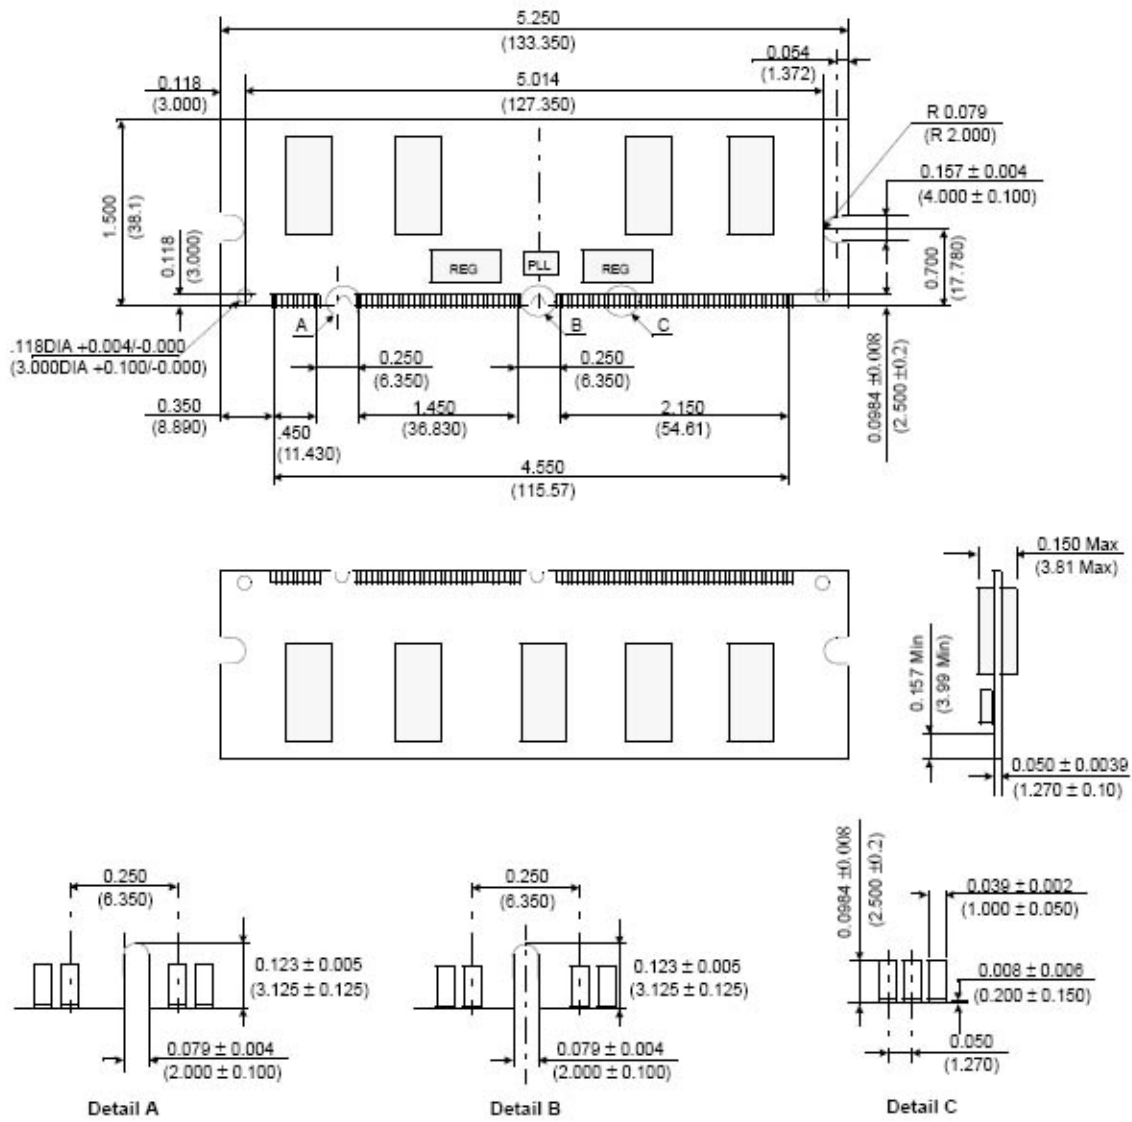 5.250
(133.350)
0.054
(1.372)
0.118
(3.000)
5.014
(127.350)
R 0.079
(R 2.000)
0.157 ± 0.004
(4.000 ± 0.100)
1.500
(38.1)
0.118
(3.000)
0.700
(17.780)
REG
PLL
REG
A
B
C
.118DIA +0.004/-0.000
(3.000DIA +0.100/-0.000)
0.250
(6.350)
0.250
(6.350)
0.0984 ±0.008
(2.500 ±0.2)
0.350
(8.890)
.450
(11.430)
1.450
(36.830)
2.150
(54.61)
4.550
(115.57)
0.150 Max
(3.81 Max)
0.157 Min
(3.99 Min)
0.050 ± 0.0039
(1.270 ± 0.10)
0.250
(6.350)
0.123 ± 0.005
(3.125 ± 0.125)
0.079 ± 0.004
(2.000 ± 0.100)
Detail A
0.250
(6.350)
0.123 ± 0.005
(3.125 ± 0.125)
0.079 ± 0.004
(2.000 ± 0.100)
Detail B
0.0984 ±0.008
(2.500 ±0.2)
0.039 ± 0.002
(1.000 ± 0.050)
0.008 ± 0.006
(0.200 ± 0.150)
0.050
(1.270)
Detail C